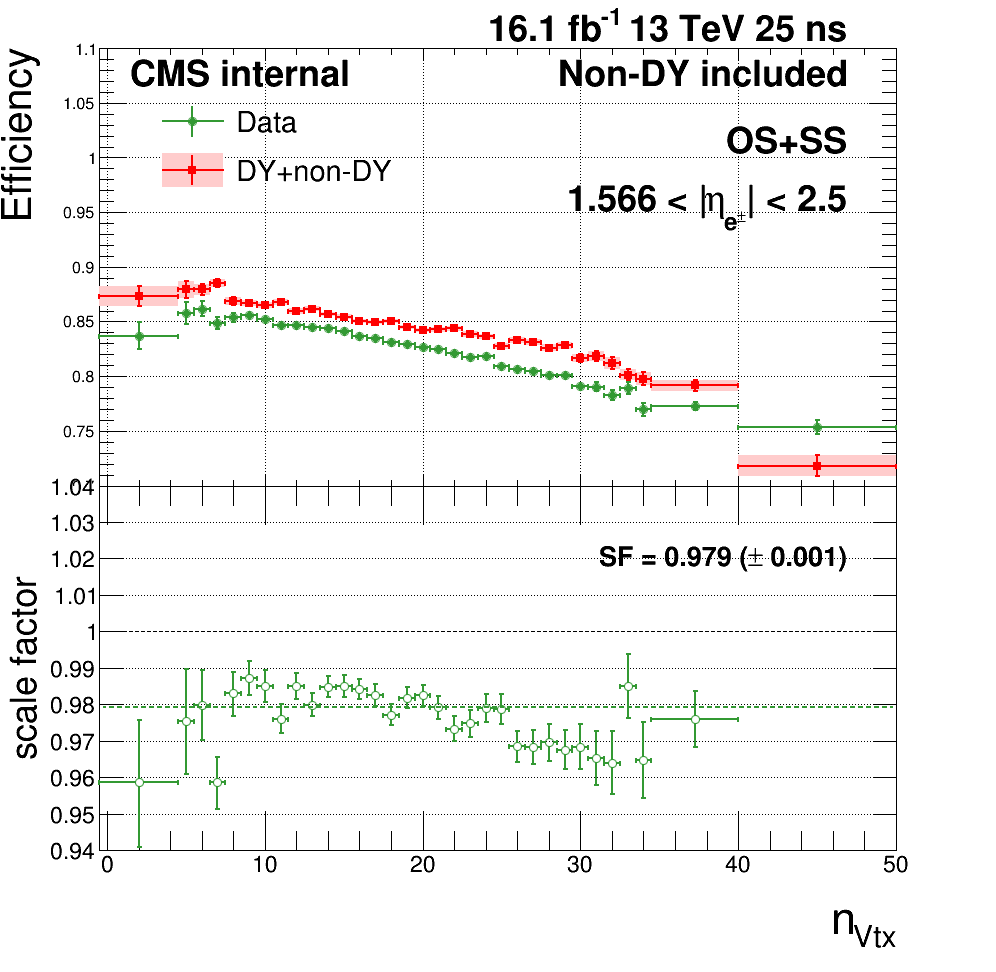 16.1 fb⁻¹ 13 TeV 25 ns
Efficiency
CMS internal
Non-DY included
Data
DY+non-DY
OS+SS
1.566 < |η_e±| < 2.5
1.1
1.05
1
0.95
0.9
0.85
0.8
0.75
scale factor
SF = 0.979 (± 0.001)
1.04
1.03
1.02
1.01
1
0.99
0.98
0.97
0.96
0.95
0.94
0 10 20 30 40 50
n_Vtx